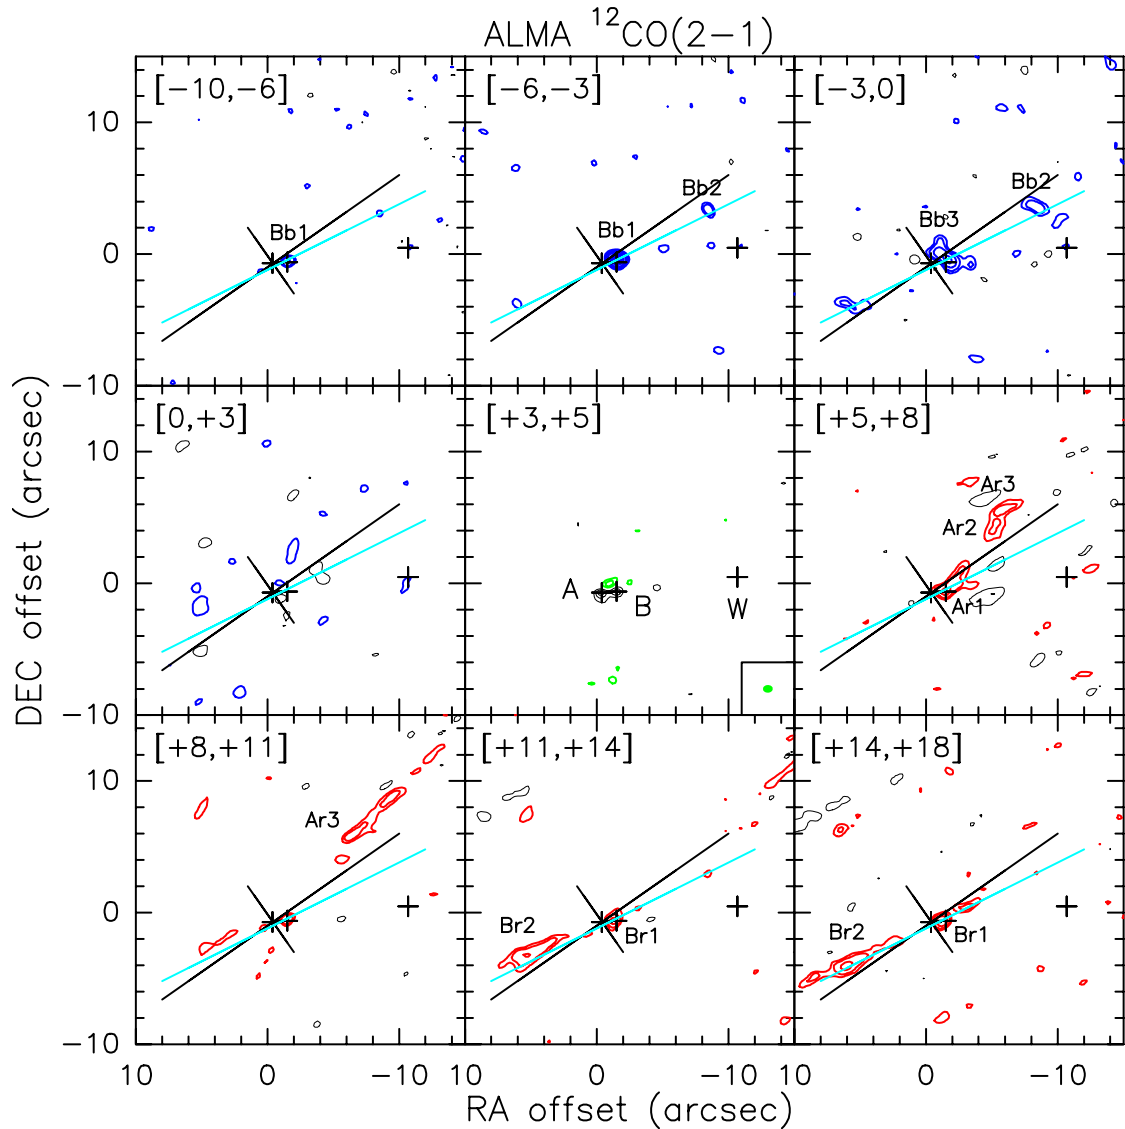 ALMA ¹²CO(2−1)
[−10,−6] [−6,−3] [−3,0]
10
Bb2 Bb2
Bb1 Bb1 Bb3
0
−10
[0,+3] [+3,+5] [+5,+8]
10
Ar3
Ar2
0
A B W Ar1
−10
[+8,+11] [+11,+14] [+14,+18]
10
Ar3
0
Br2 Br1 Br2 Br1
−10
10 0 −10 10 0 −10 10 0 −10
DEC offset (arcsec)
RA offset (arcsec)